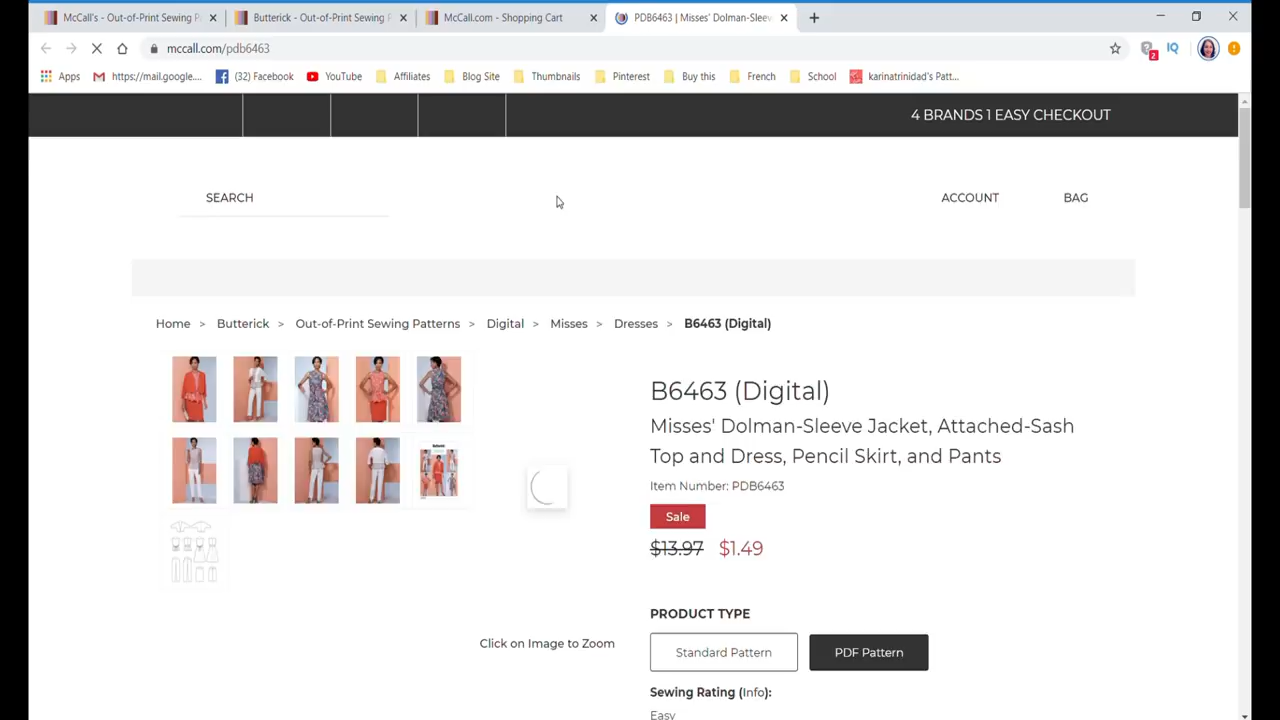 McCall's - Out-of-Print Sewing P
Butterick - Out-of-Print Sewing P
McCall.com - Shopping Cart
PDB6463 | Misses' Dolman-Sleev
mccall.com/pdb6463
2
IQ
Apps
https://mail.google....
(32) Facebook
YouTube
Affiliates
Blog Site
Thumbnails
Pinterest
Buy this
French
School
karinatrinidad's Patt...
4 BRANDS 1 EASY CHECKOUT
SEARCH
ACCOUNT
BAG
Home > Butterick > Out-of-Print Sewing Patterns > Digital > Misses > Dresses > B6463 (Digital)
B6463 (Digital)
Misses' Dolman-Sleeve Jacket, Attached-Sash
Top and Dress, Pencil Skirt, and Pants
Item Number: PDB6463
Sale
$13.97 $1.49
PRODUCT TYPE
Click on Image to Zoom
Standard Pattern
PDF Pattern
Sewing Rating (Info):
Easy